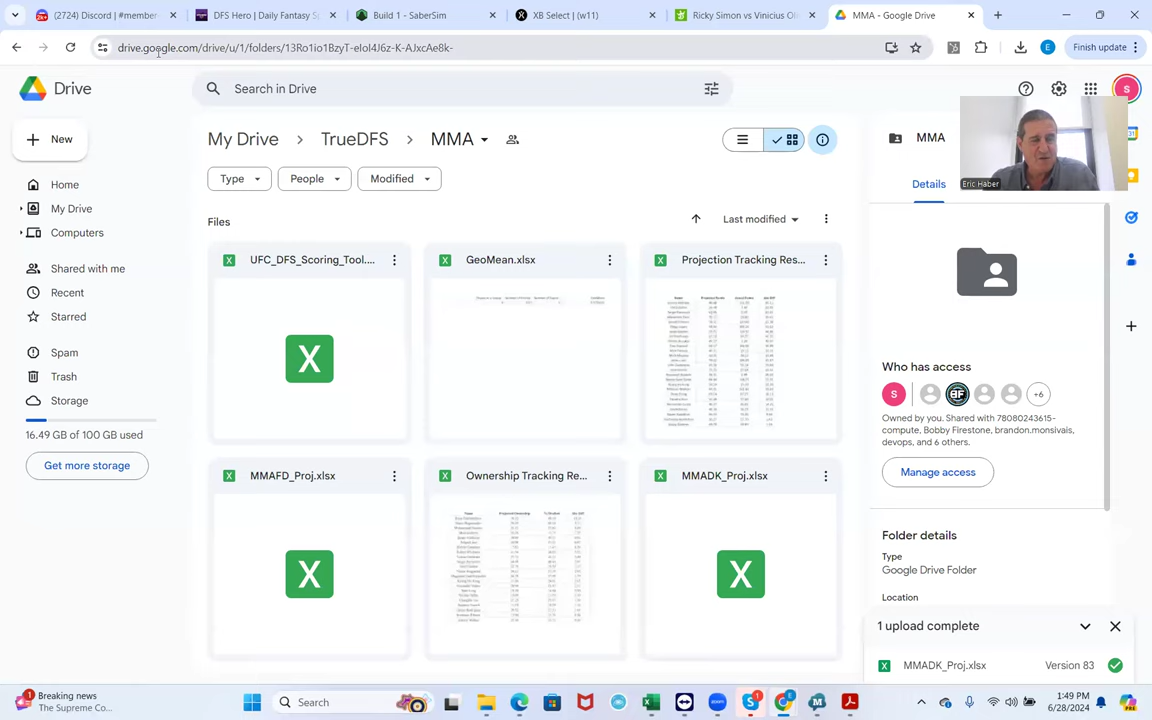 (2724) Discord | #member
DFS Hero | Daily Fantasy S
Build 1 - SaberSim
XB Select | (w11)
Ricky Simon vs Vinicius Ol
MMA - Google Drive
drive.google.com/drive/u/1/folders/13Ro1io1BzyT-eIol4J6z-K-AJxcAe8k-
E
Finish update
Drive
Search in Drive
S
New
My Drive
TrueDFS
MMA
MMA
Type
People
Modified
Details
Eric Haber
Home
My Drive
Computers
Files
Last modified
Shared with me
Recent
Starred
Spam
Trash
Storage
16.49 GB of 100 GB used
Get more storage
UFC_DFS_Scoring_Tool....
GeoMean.xlsx
Projection Tracking Res...
MMAFD_Proj.xlsx
Ownership Tracking Re...
MMADK_Proj.xlsx
Who has access
S
BF
+6
Owned by you. Shared with 78080243615-
compute, Bobby Firestone, brandon.monsivais,
devops, and 6 others.
Manage access
Folder details
Type
Google Drive Folder
Location
1 upload complete
MMADK_Proj.xlsx
Version 83
Breaking news
The Supreme Co...
Search
zoom
1:49 PM
6/28/2024